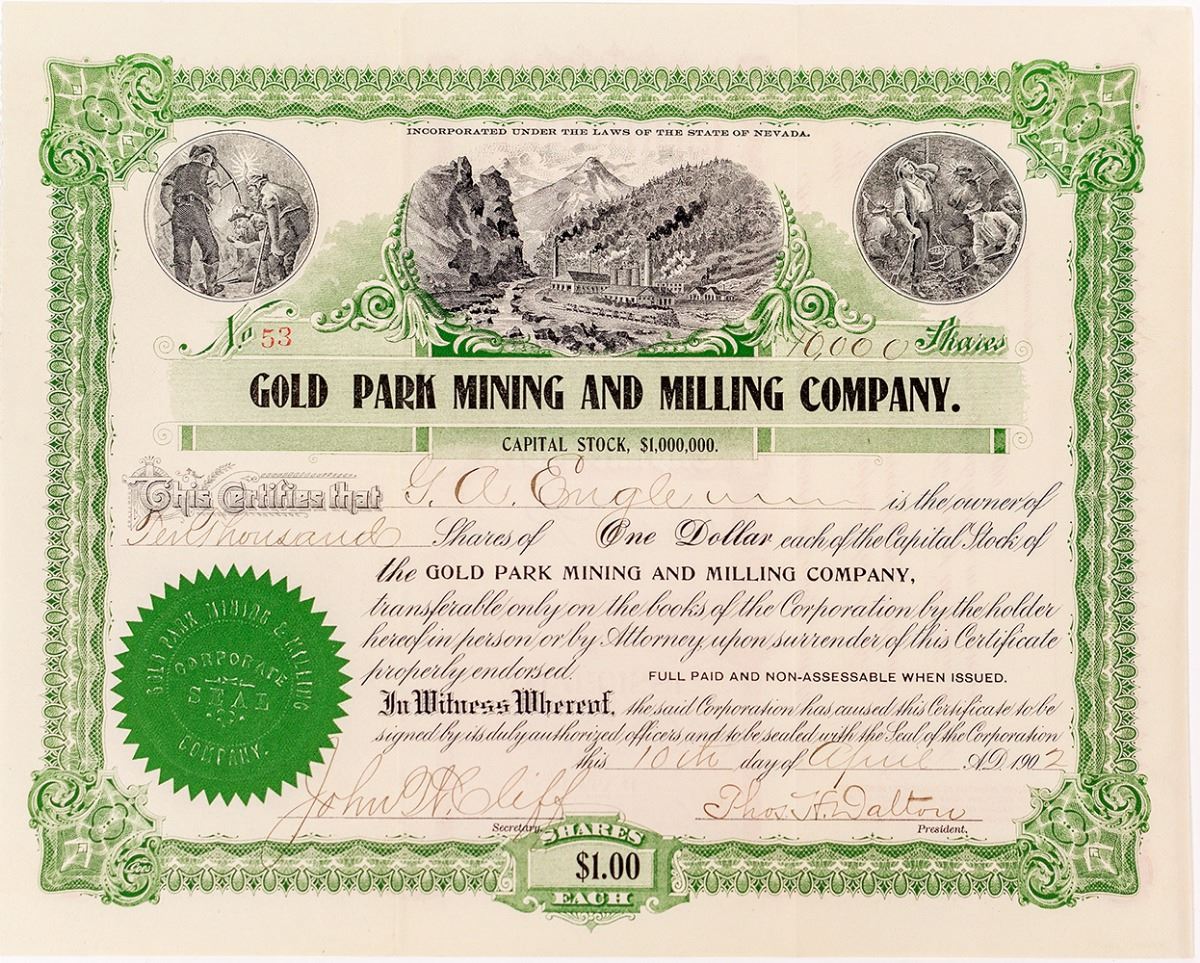 INCORPORATED UNDER THE LAWS OF THE STATE OF NEVADA.
No 53
10,000 Shares
GOLD PARK MINING AND MILLING COMPANY.
CAPITAL STOCK, $1,000,000.
This Certifies that G. A. Engle is the owner of
Ten Thousand Shares of One Dollar each of the Capital Stock of
the GOLD PARK MINING AND MILLING COMPANY,
transferable only on the books of the Corporation by the holder
hereof in person or by Attorney, upon surrender of this Certificate
properly endorsed. FULL PAID AND NON-ASSESSABLE WHEN ISSUED.
In Witness Whereof, the said Corporation has caused this Certificate to be
signed by its duly authorized officers and to be sealed with the Seal of the Corporation
this 10th day of April A.D. 1902
GOLD PARK MINING & MILLING
CORPORATE
SEAL
COMPANY.
John W. Cliff
Secretary.
Thos. H. Dalton
President.
SHARES
$1.00
EACH